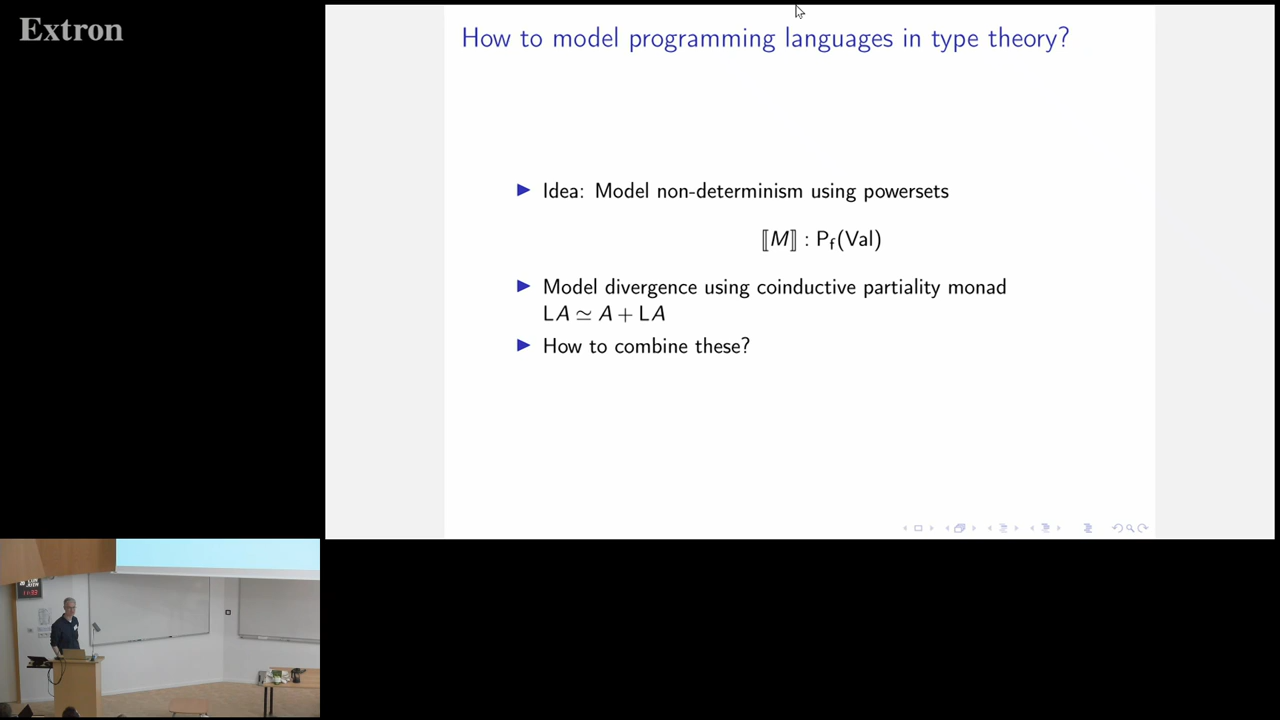 Extron
How to model programming languages in type theory?
▶ Idea: Model non-determinism using powersets
⟦M⟧ : P_f(Val)
▶ Model divergence using coinductive partiality monad
LA ≃ A + LA
▶ How to combine these?